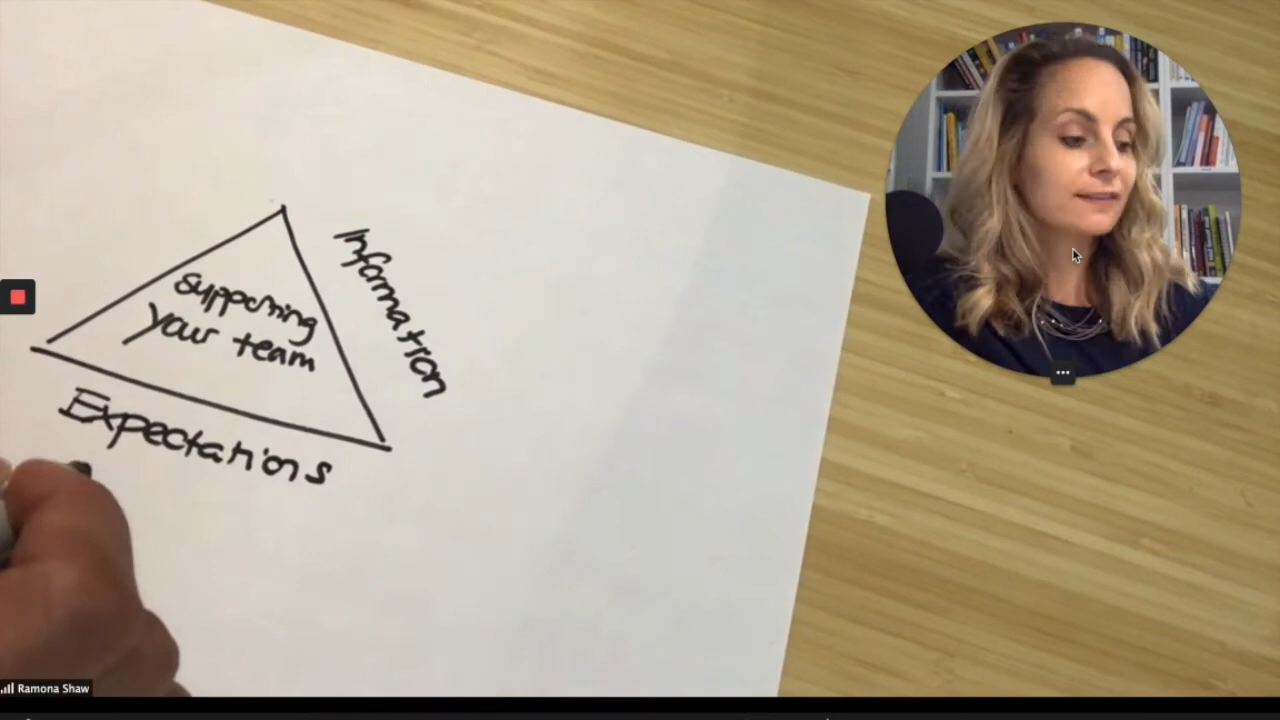 Information
supporting
your team
Expectations
Ramona Shaw